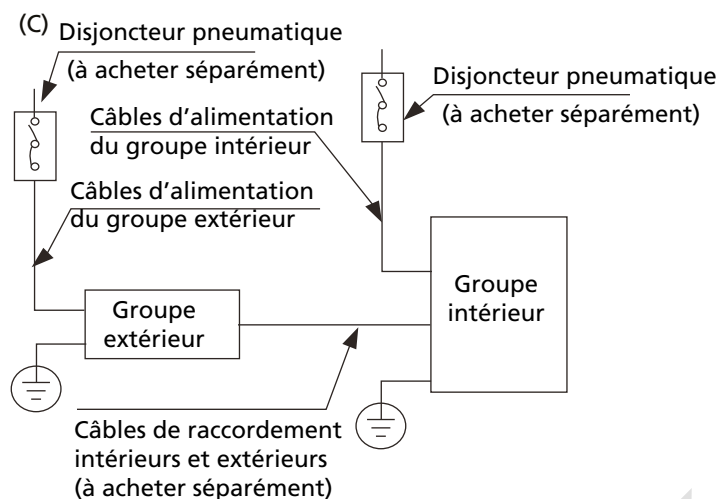 (C)
Disjoncteur pneumatique
(à acheter séparément)
Disjoncteur pneumatique
(à acheter séparément)
Câbles d’alimentation
du groupe intérieur
Câbles d’alimentation
du groupe extérieur
Groupe
extérieur
Groupe
intérieur
Câbles de raccordement
intérieurs et extérieurs
(à acheter séparément)